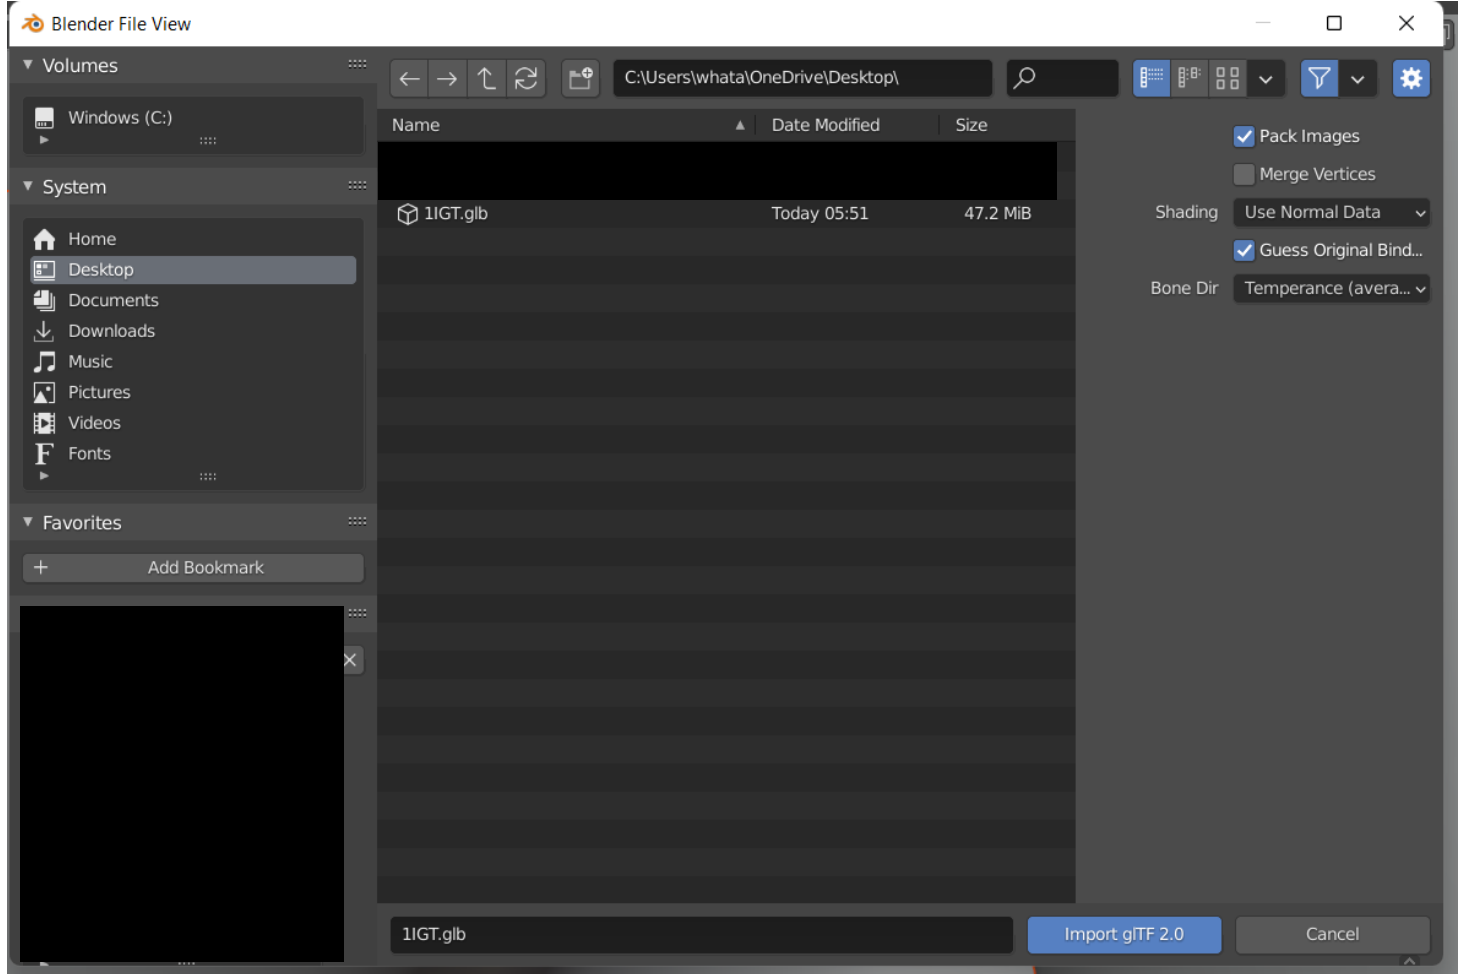 Blender File View
Volumes
Windows (C:)
System
Home
Desktop
Documents
Downloads
Music
Pictures
Videos
Fonts
Favorites
Add Bookmark
C:\Users\whata\OneDrive\Desktop\
Name Date Modified Size
1IGT.glb Today 05:51 47.2 MiB
Pack Images
Merge Vertices
Shading Use Normal Data
Guess Original Bind...
Bone Dir Temperance (avera...
1IGT.glb
Import glTF 2.0
Cancel